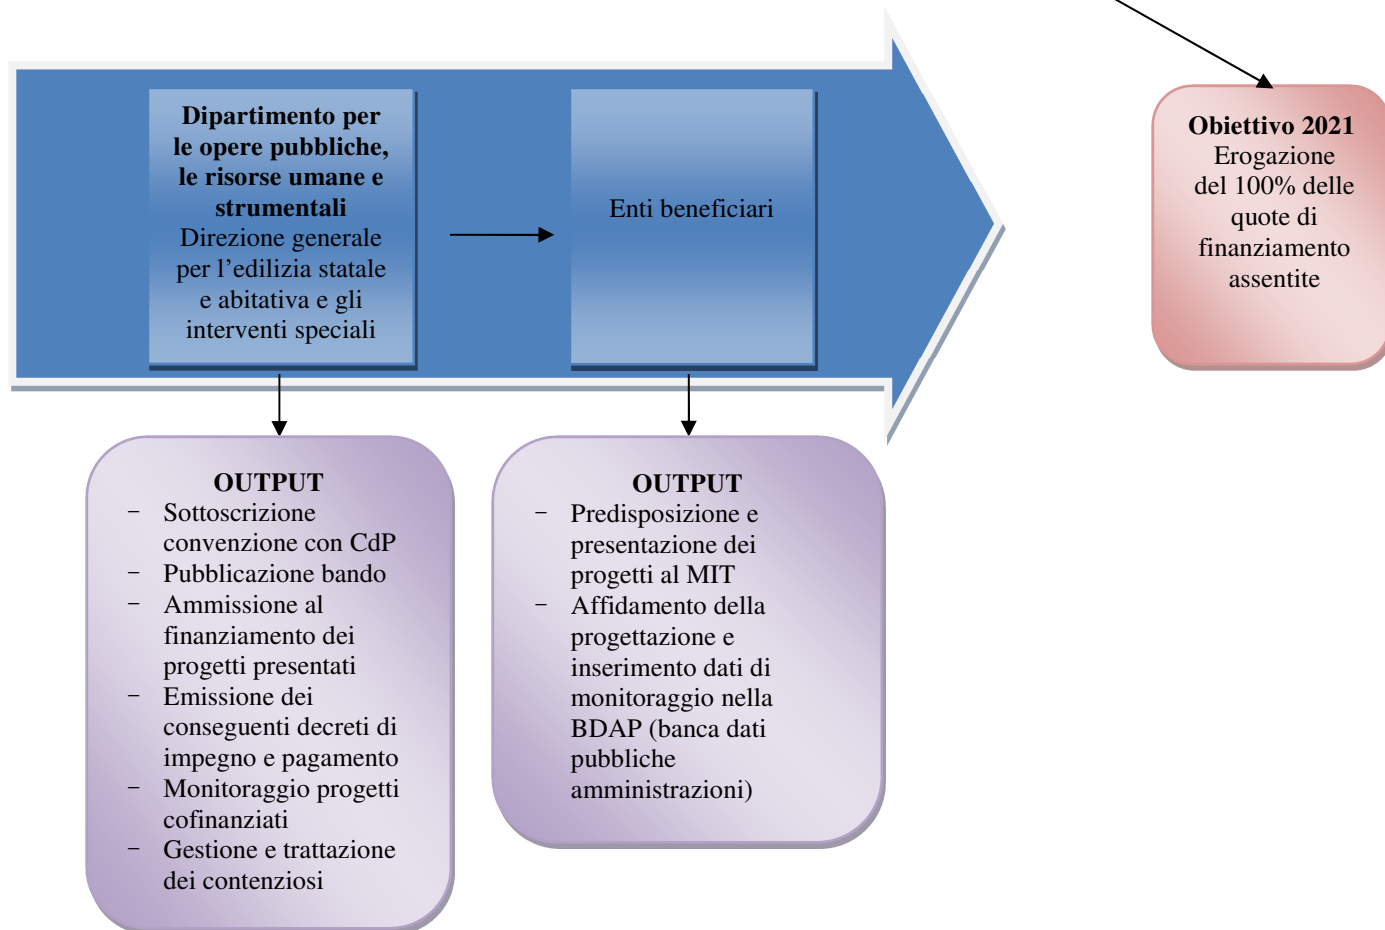 Dipartimento per
le opere pubbliche,
le risorse umane e
strumentali
Direzione generale
per l’edilizia statale
e abitativa e gli
interventi speciali
Enti beneficiari
Obiettivo 2021
Erogazione
del 100% delle
quote di
finanziamento
assentite
OUTPUT
- Sottoscrizione
convenzione con CdP
- Pubblicazione bando
- Ammissione al
finanziamento dei
progetti presentati
- Emissione dei
conseguenti decreti di
impegno e pagamento
- Monitoraggio progetti
cofinanziati
- Gestione e trattazione
dei contenziosi
OUTPUT
- Predisposizione e
presentazione dei
progetti al MIT
- Affidamento della
progettazione e
inserimento dati di
monitoraggio nella
BDAP (banca dati
pubbliche
amministrazioni)